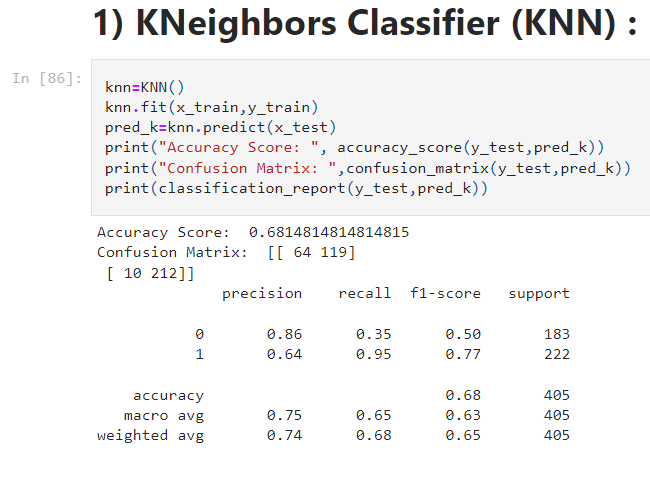 1) KNeighbors Classifier (KNN) :
In [86]:
knn=KNN()
knn.fit(x_train,y_train)
pred_k=knn.predict(x_test)
print("Accuracy Score: ", accuracy_score(y_test,pred_k))
print("Confusion Matrix: ",confusion_matrix(y_test,pred_k))
print(classification_report(y_test,pred_k))
Accuracy Score:  0.6814814814814815
Confusion Matrix:  [[ 64 119]
 [ 10 212]]
              precision    recall  f1-score   support
           0       0.86      0.35      0.50       183
           1       0.64      0.95      0.77       222
    accuracy                           0.68       405
   macro avg       0.75      0.65      0.63       405
weighted avg       0.74      0.68      0.65       405